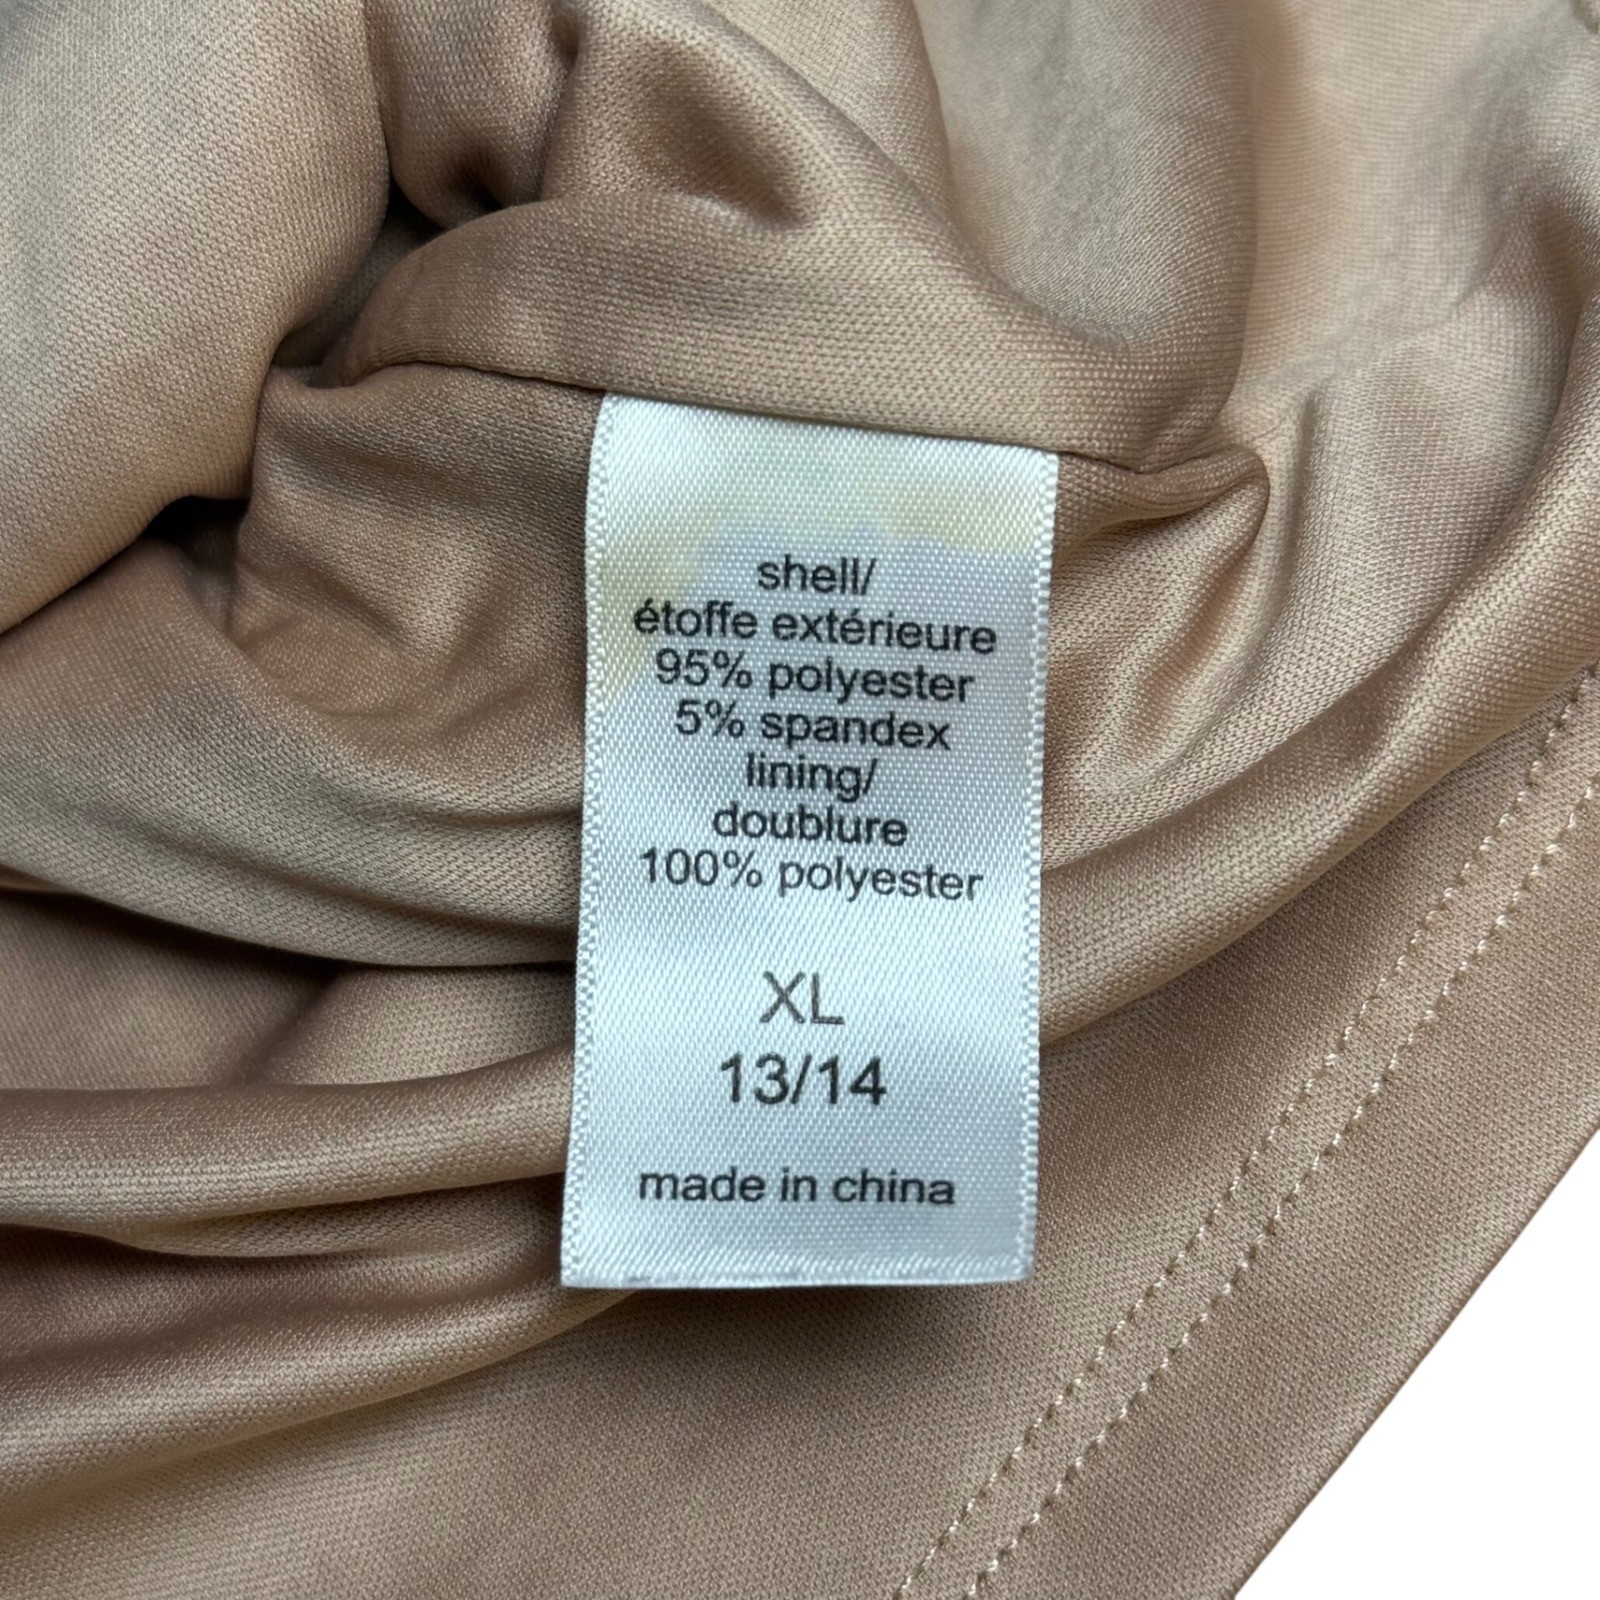 shell/
étoffe extérieure
95% polyester
5% spandex
lining/
doublure
100% polyester
XL
13/14
made in china